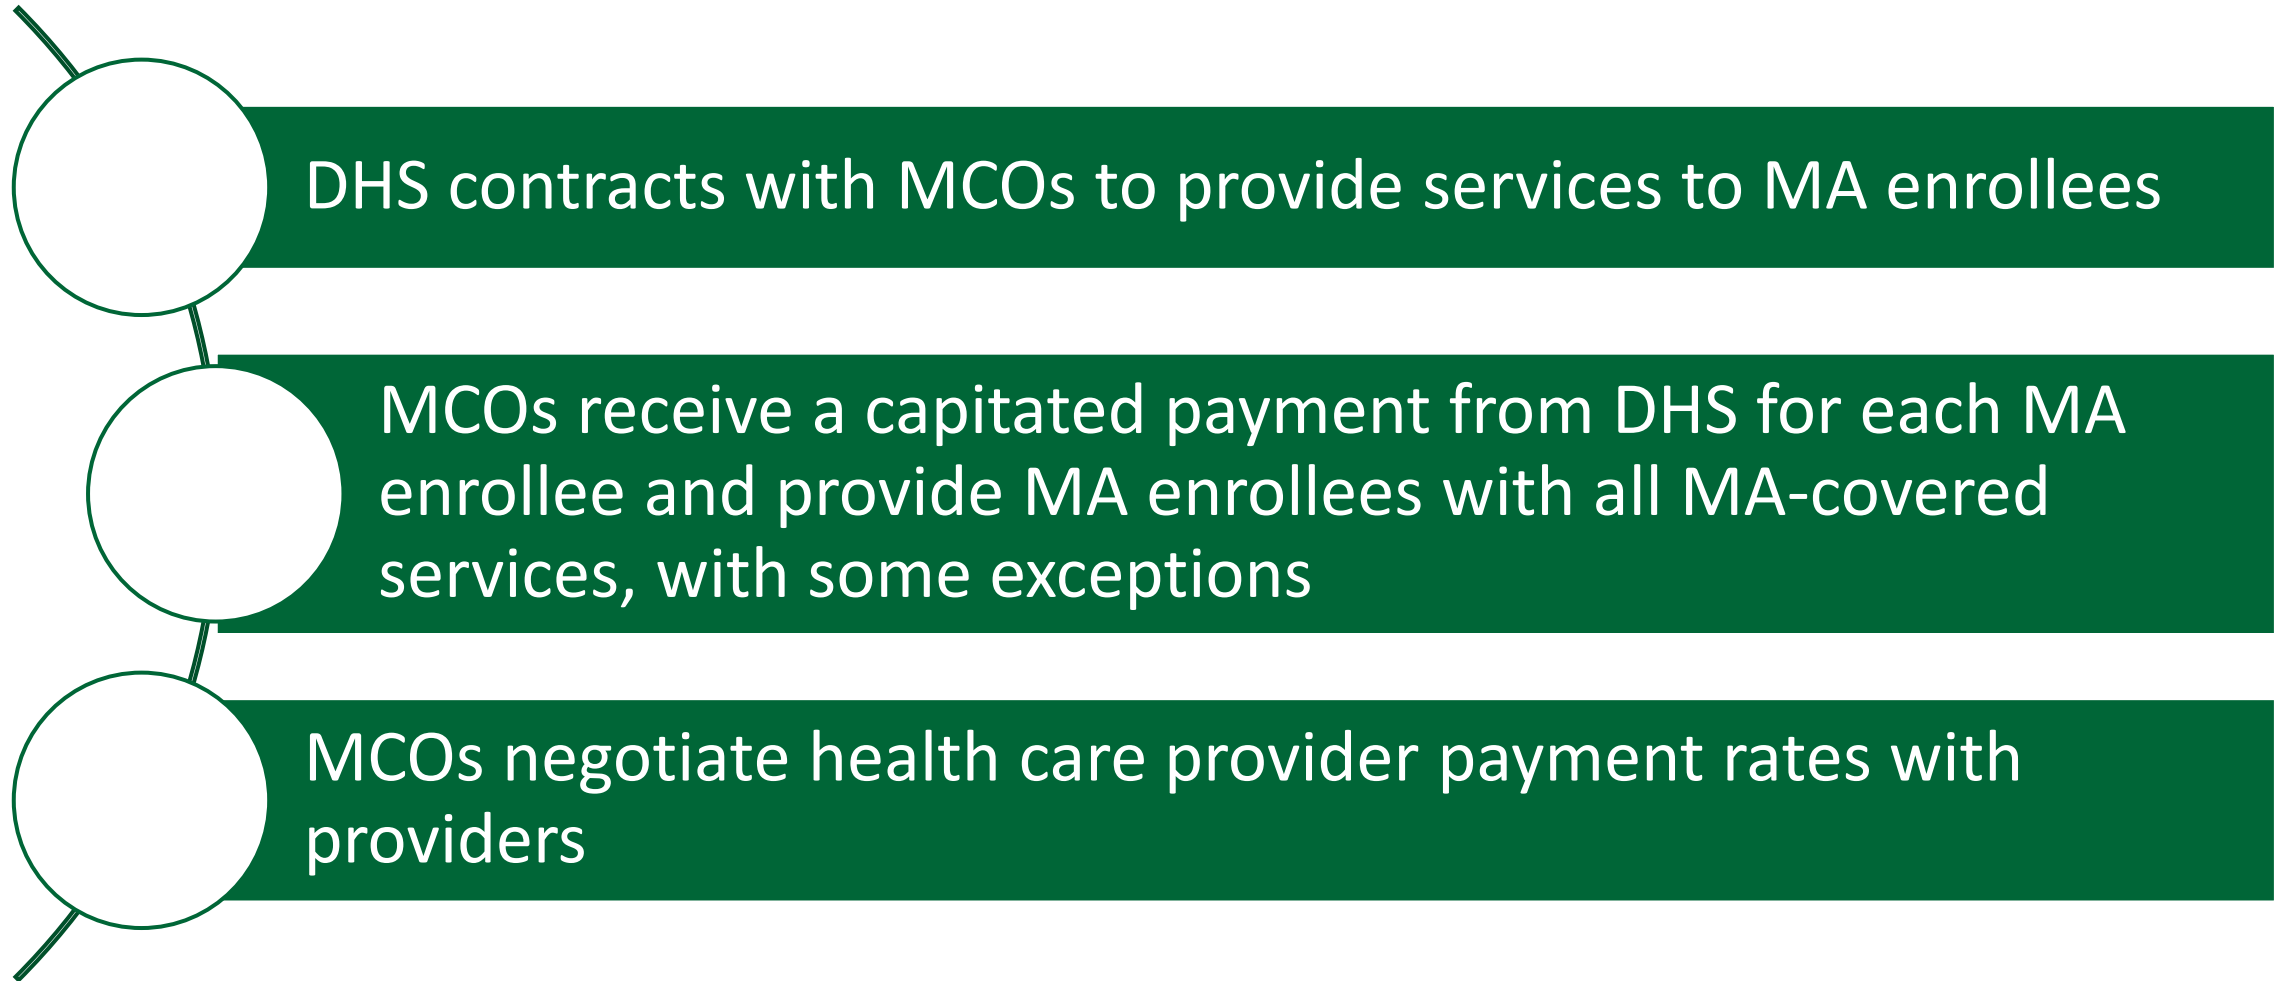 DHS contracts with MCOs to provide services to MA enrollees
MCOs receive a capitated payment from DHS for each MA
enrollee and provide MA enrollees with all MA-covered
services, with some exceptions
MCOs negotiate health care provider payment rates with
providers